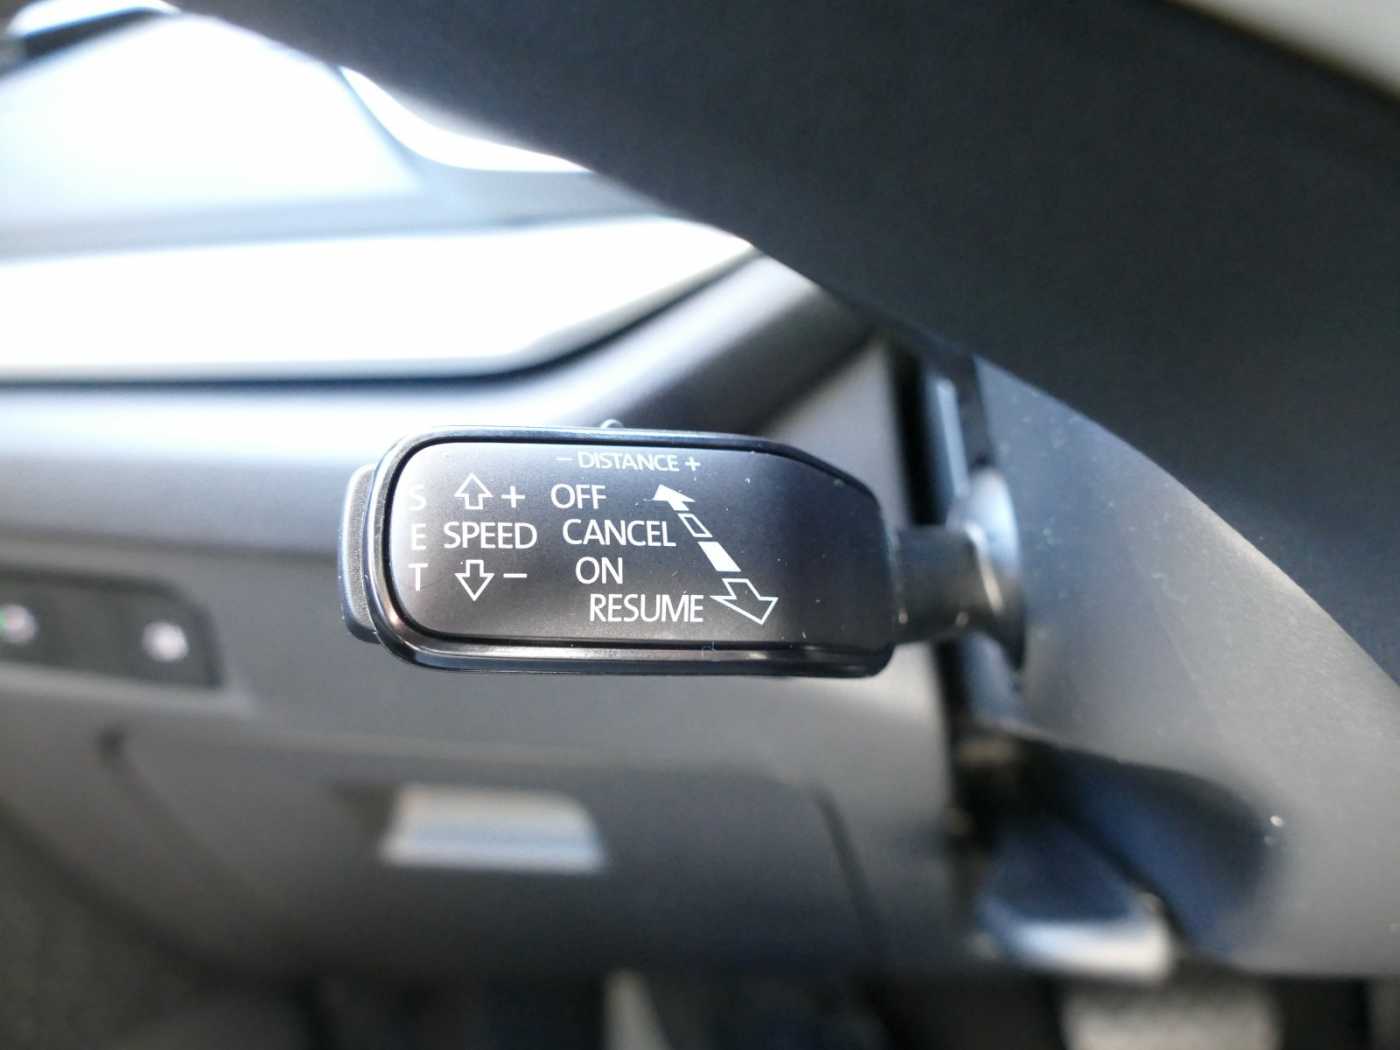 − DISTANCE +
S + OFF
E SPEED CANCEL
T − ON
RESUME